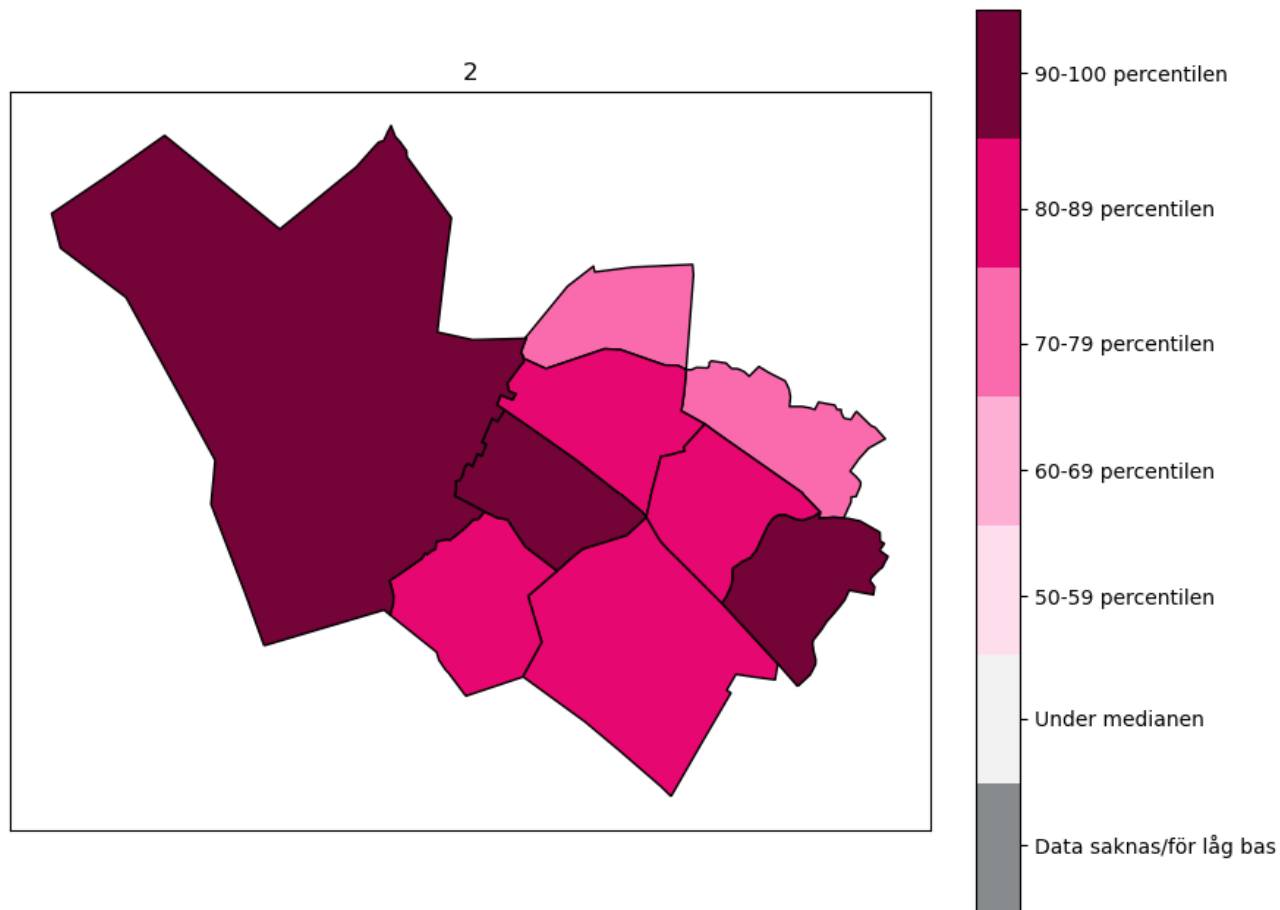 2
90-100 percentilen
80-89 percentilen
70-79 percentilen
60-69 percentilen
50-59 percentilen
Under medianen
Data saknas/för låg bas